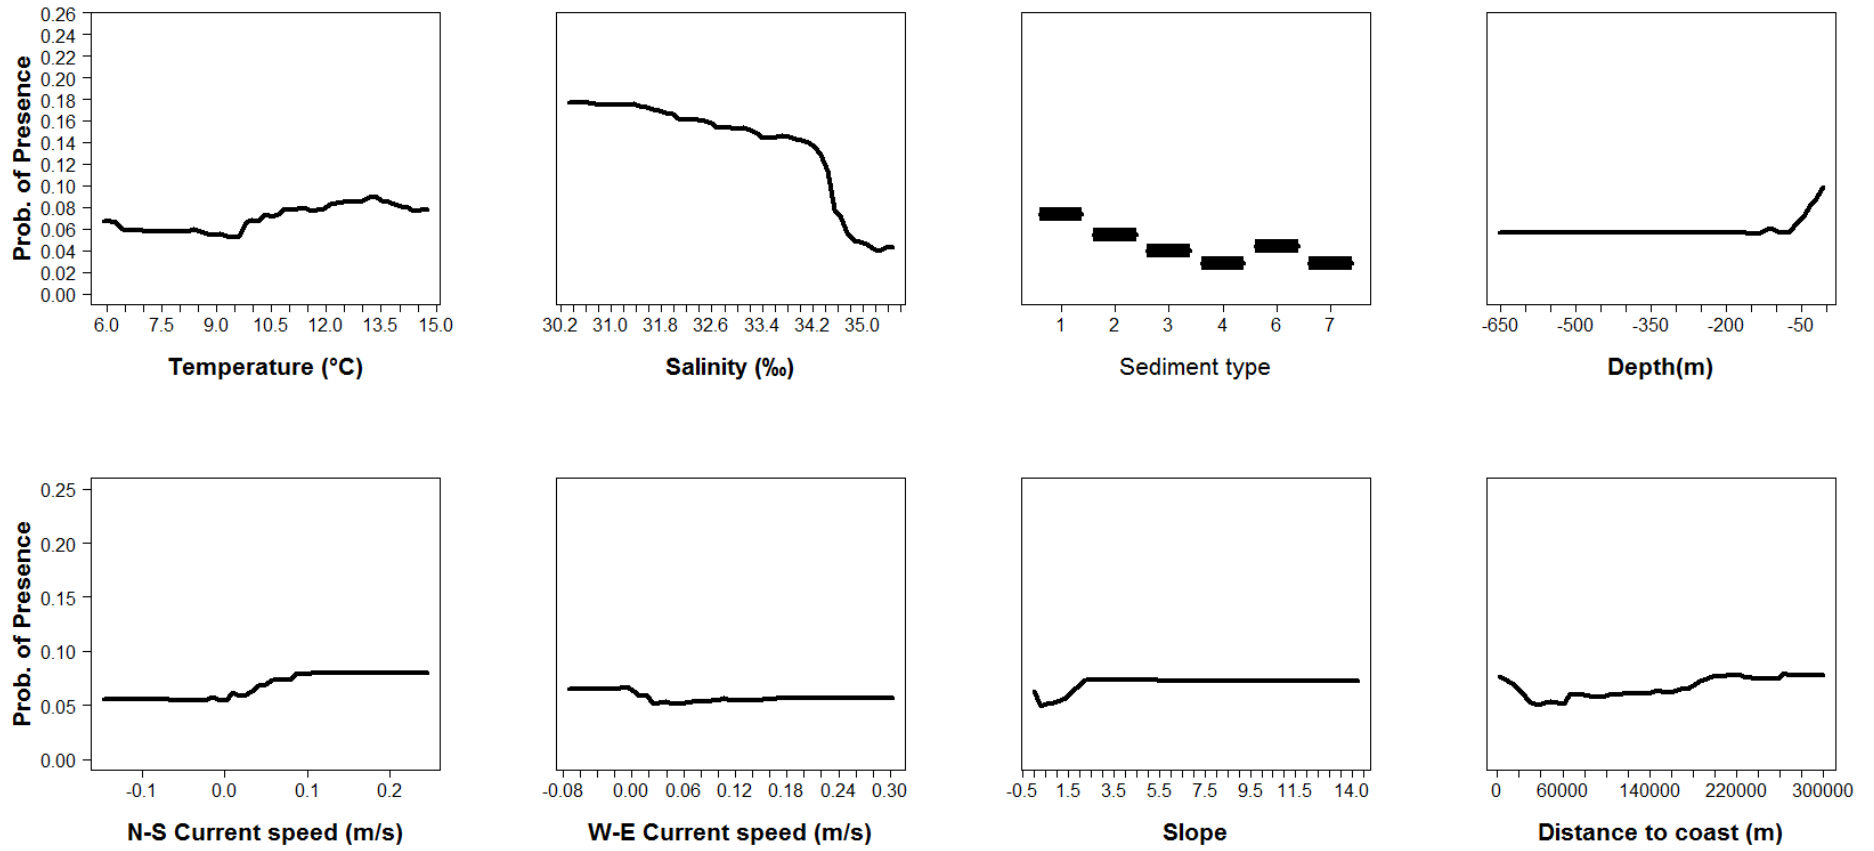 Prob. of Presence
0.26
0.24
0.22
0.20
0.18
0.16
0.14
0.12
0.10
0.08
0.06
0.04
0.02
0.00
6.0 7.5 9.0 10.5 12.0 13.5 15.0
Temperature (°C)
30.2 31.0 31.8 32.6 33.4 34.2 35.0
Salinity (‰)
1 2 3 4 6 7
Sediment type
-650 -500 -350 -200 -50
Depth(m)
Prob. of Presence
0.25
0.20
0.15
0.10
0.05
0.00
-0.1 0.0 0.1 0.2
N-S Current speed (m/s)
-0.08 0.00 0.06 0.12 0.18 0.24 0.30
W-E Current speed (m/s)
-0.5 1.5 3.5 5.5 7.5 9.5 11.5 14.0
Slope
0 60000 140000 220000 300000
Distance to coast (m)